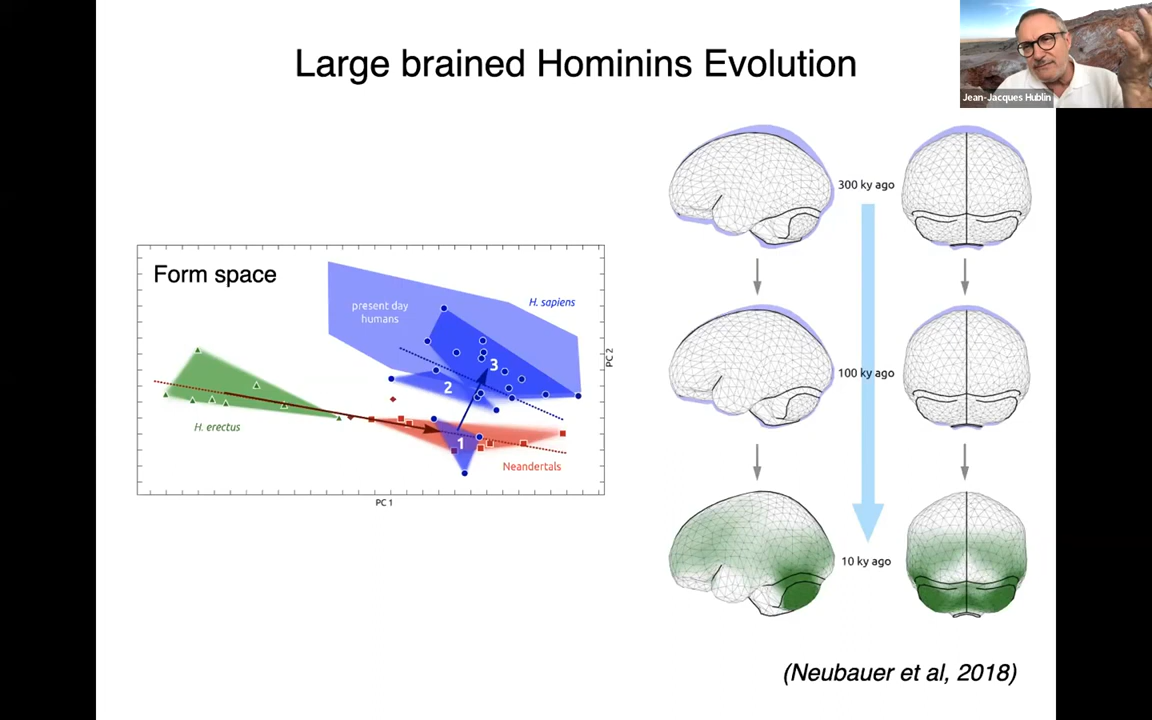 Large brained Hominins Evolution
Jean-Jacques Hublin
Form space
present day
humans
H. sapiens
3
2
1
H. erectus
Neandertals
PC 1
PC 2
300 ky ago
100 ky ago
10 ky ago
(Neubauer et al, 2018)